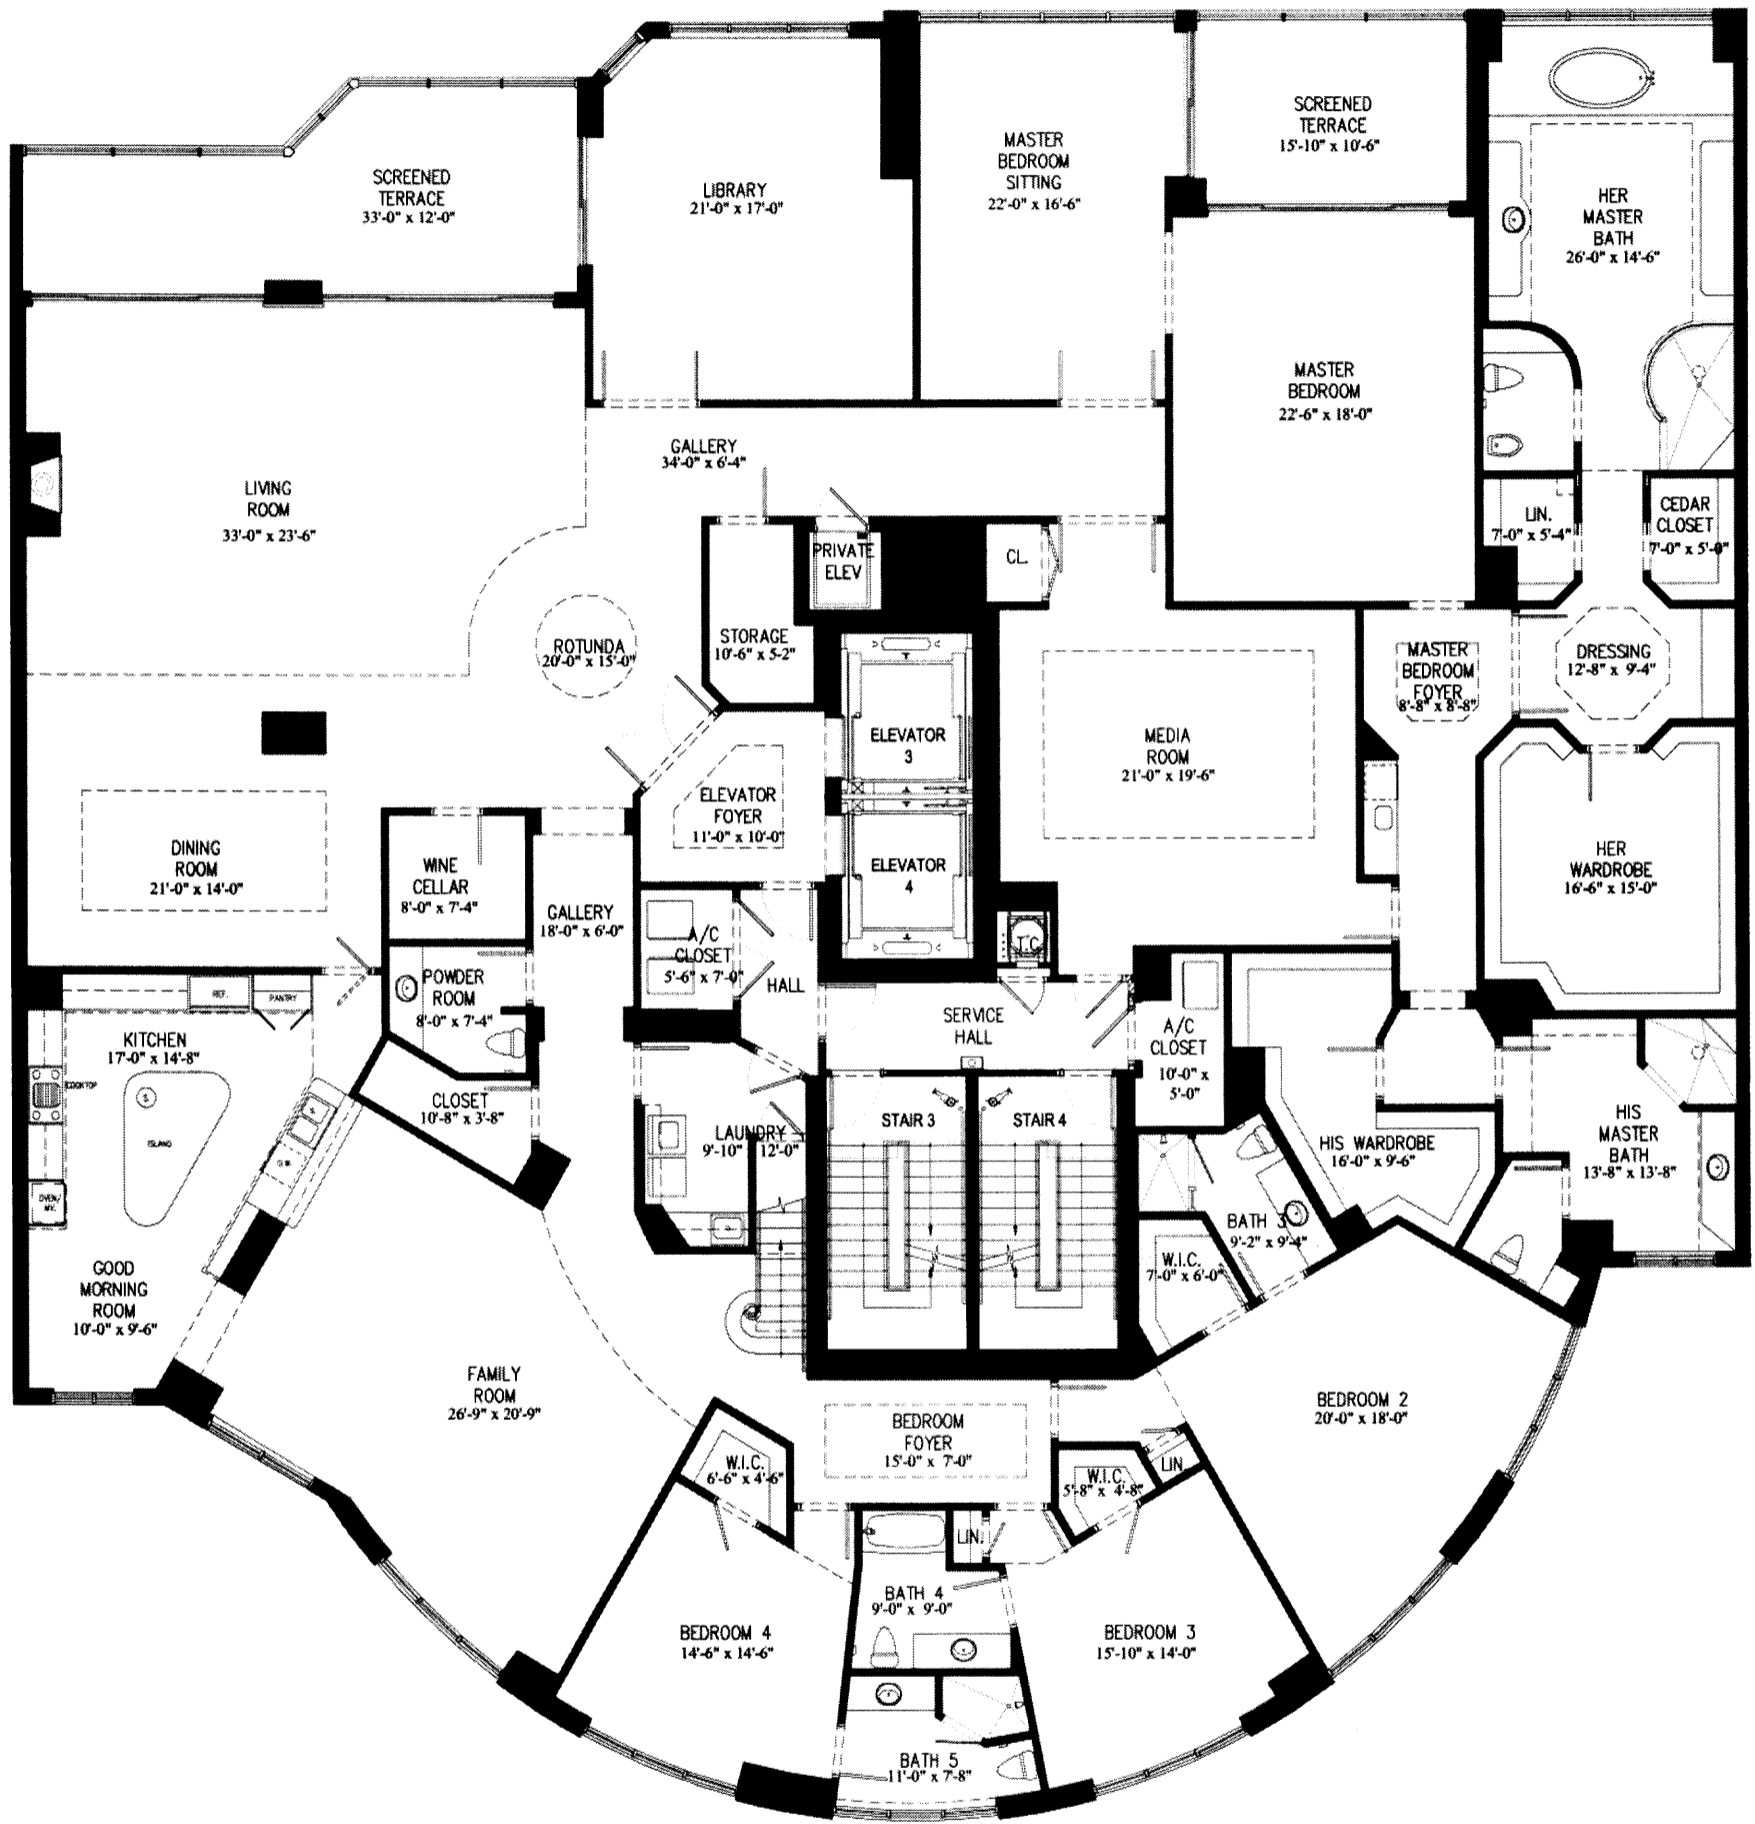 SCREENED
TERRACE
33'-0" x 12'-0"
LIBRARY
21'-0" x 17'-0"
MASTER
BEDROOM
SITTING
22'-0" x 16'-6"
SCREENED
TERRACE
15'-10" x 10'-6"
HER
MASTER
BATH
26'-0" x 14'-6"
MASTER
BEDROOM
22'-6" x 18'-0"
GALLERY
34'-0" x 6'-4"
LIVING
ROOM
33'-0" x 23'-6"
LIN.
7'-0" x 5'-4"
CEDAR
CLOSET
7'-0" x 5'-0"
PRIVATE
ELEV
CL.
STORAGE
10'-6" x 5-2"
ROTUNDA
20'-0" x 15'-0"
MASTER
BEDROOM
FOYER
8'-8" x 8'-8"
DRESSING
12'-8" x 9'-4"
ELEVATOR
3
MEDIA
ROOM
21'-0" x 19'-6"
ELEVATOR
FOYER
11'-0" x 10'-0"
ELEVATOR
4
DINING
ROOM
21'-0" x 14'-0"
WINE
CELLAR
8'-0" x 7'-4"
HER
WARDROBE
16'-6" x 15'-0"
GALLERY
18'-0" x 6'-0"
A/C
CLOSET
5'-6" x 7'-0"
T.C
HALL
POWDER
ROOM
8'-0" x 7'-4"
REF.
PANTRY
SERVICE
HALL
KITCHEN
17'-0" x 14'-8"
A/C
CLOSET
10'-0" x
5'-0"
COOKTOP
CLOSET
10'-8" x 3'-8"
ISLAND
LAUNDRY
9'-10" 12'-0"
STAIR 3
STAIR 4
HIS WARDROBE
16'-0" x 9'-6"
HIS
MASTER
BATH
13'-8" x 13'-8"
OVEN/
MV.
BATH 3
9'-2" x 9'-4"
W.I.C.
7'-0" x 6'-0"
GOOD
MORNING
ROOM
10'-0" x 9'-6"
FAMILY
ROOM
26'-9" x 20'-9"
BEDROOM 2
20'-0" x 18'-0"
BEDROOM
FOYER
15'-0" x 7'-0"
W.I.C.
6'-6" x 4'-6"
W.I.C.
5'-8" x 4'-8"
LIN
LIN.
BATH 4
9'-0" x 9'-0"
BEDROOM 4
14'-6" x 14'-6"
BEDROOM 3
15'-10" x 14'-0"
BATH 5
11'-0" x 7'-8"